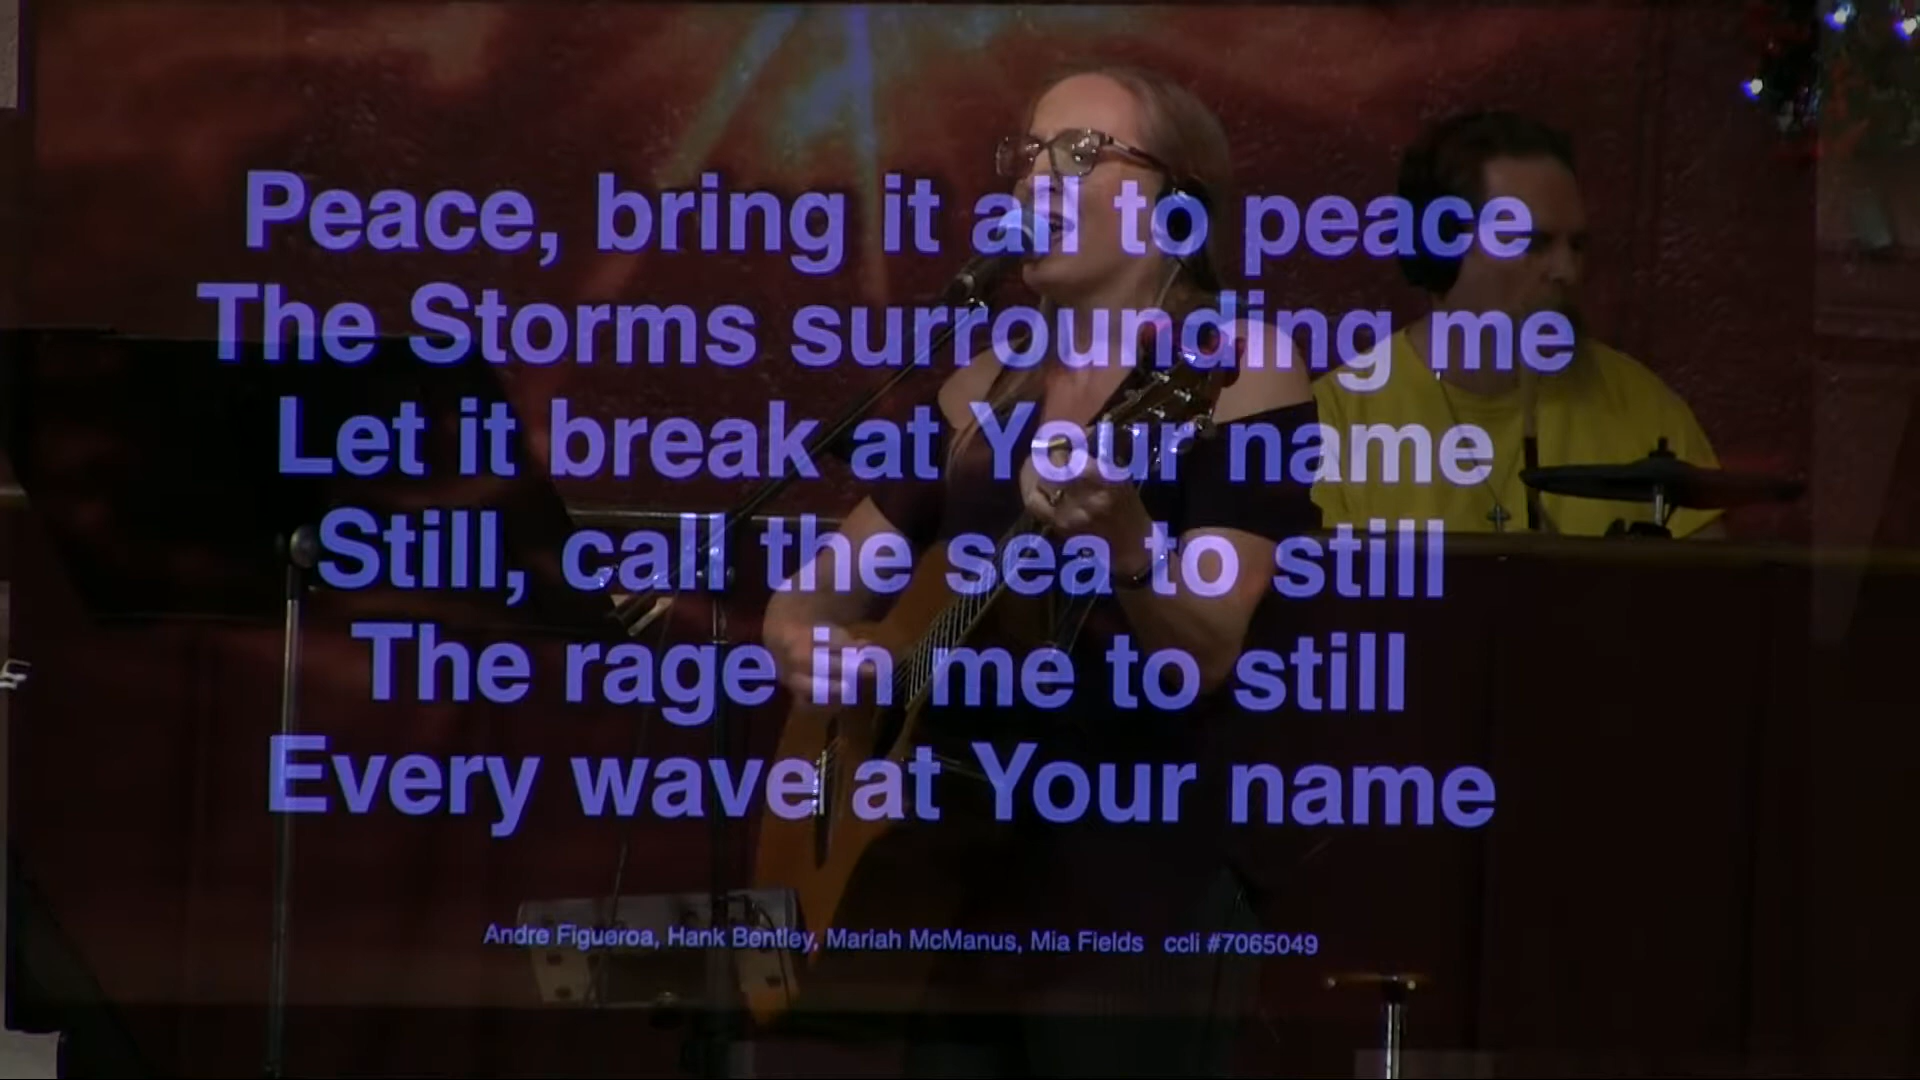 Peace, bring it all to peace
The Storms surrounding me
Let it break at Your name
Still, call the sea to still
The rage in me to still
Every wave at Your name
Andre Figueroa, Hank Bentley, Mariah McManus, Mia Fields ccli #7065049